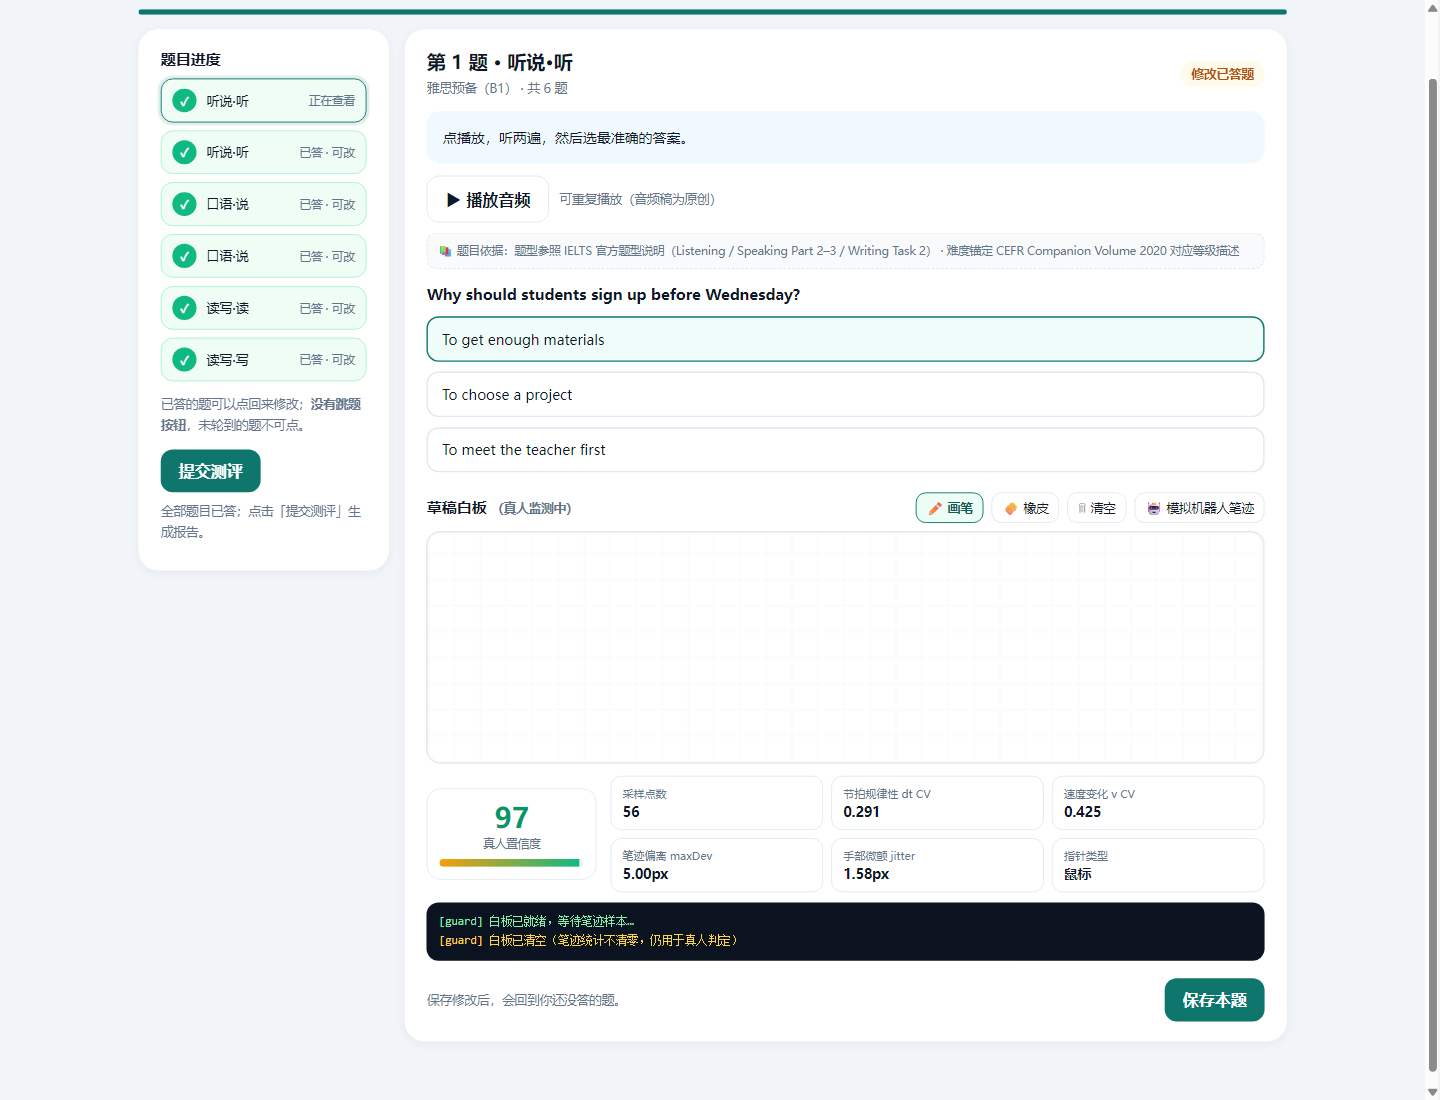 题目进度
听说·听
正在查看
听说·听
已答 · 可改
口语·说
已答 · 可改
口语·说
已答 · 可改
读写·读
已答 · 可改
读写·写
已答 · 可改
已答的题可以点回来修改；没有跳题
按钮，未轮到的题不可点。
提交测评
全部题目已答；点击「提交测评」生
成报告。
第 1 题 · 听说·听
雅思预备（B1） · 共 6 题
修改已答题
点播放，听两遍，然后选最准确的答案。
▶ 播放音频
可重复播放（音频稿为原创）
题目依据：题型参照 IELTS 官方题型说明（Listening / Speaking Part 2–3 / Writing Task 2） · 难度锚定 CEFR Companion Volume 2020 对应等级描述
Why should students sign up before Wednesday?
To get enough materials
To choose a project
To meet the teacher first
草稿白板 （真人监测中）
画笔
橡皮
清空
模拟机器人笔迹
97
真人置信度
采样点数
56
节拍规律性 dt CV
0.291
速度变化 v CV
0.425
笔迹偏离 maxDev
5.00px
手部微颤 jitter
1.58px
指针类型
鼠标
[guard] 白板已就绪，等待笔迹样本…
[guard] 白板已清空（笔迹统计不清零，仍用于真人判定）
保存修改后，会回到你还没答的题。
保存本题